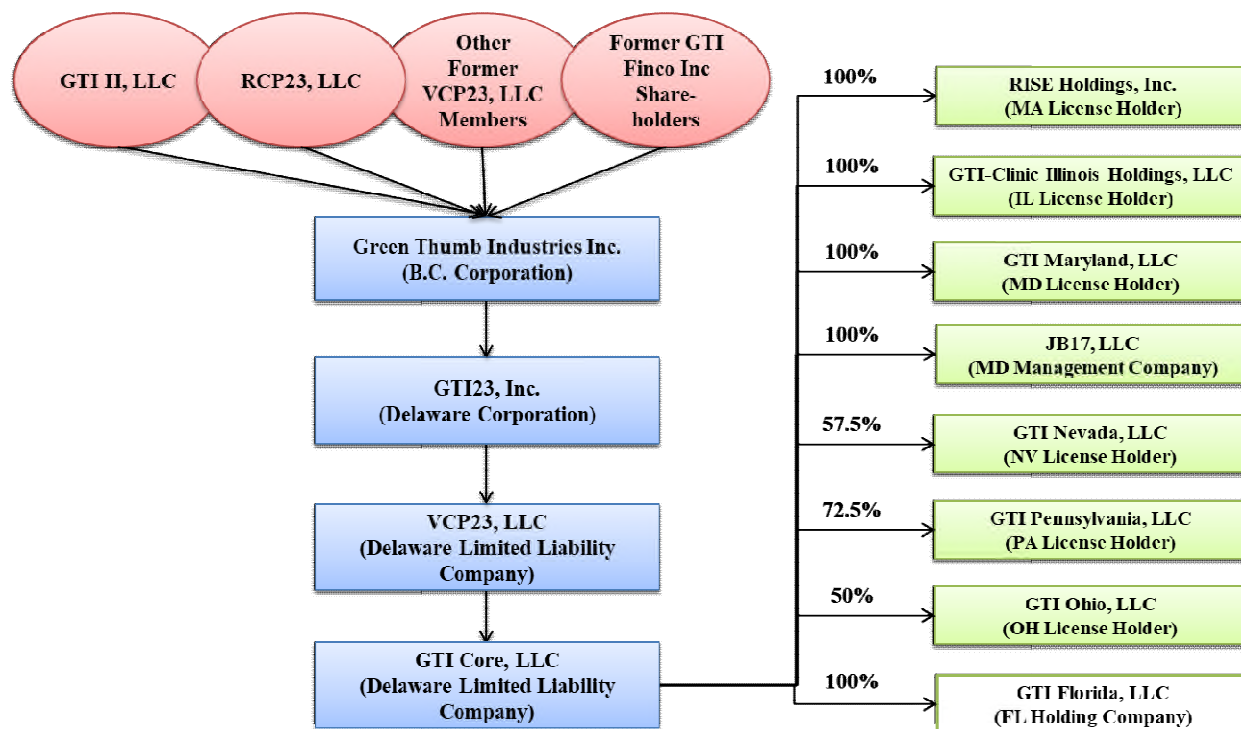 GTI II, LLC
RCP23, LLC
Other
Former
VCP23, LLC
Members
Former GTI
Finco Inc
Share-
holders
Green Thumb Industries Inc.
(B.C. Corporation)
GTI23, Inc.
(Delaware Corporation)
VCP23, LLC
(Delaware Limited Liability
Company)
GTI Core, LLC
(Delaware Limited Liability
Company)
100%
RISE Holdings, Inc.
(MA License Holder)
100%
GTI-Clinic Illinois Holdings, LLC
(IL License Holder)
100%
GTI Maryland, LLC
(MD License Holder)
100%
JB17, LLC
(MD Management Company)
57.5%
GTI Nevada, LLC
(NV License Holder)
72.5%
GTI Pennsylvania, LLC
(PA License Holder)
50%
GTI Ohio, LLC
(OH License Holder)
100%
GTI Florida, LLC
(FL Holding Company)